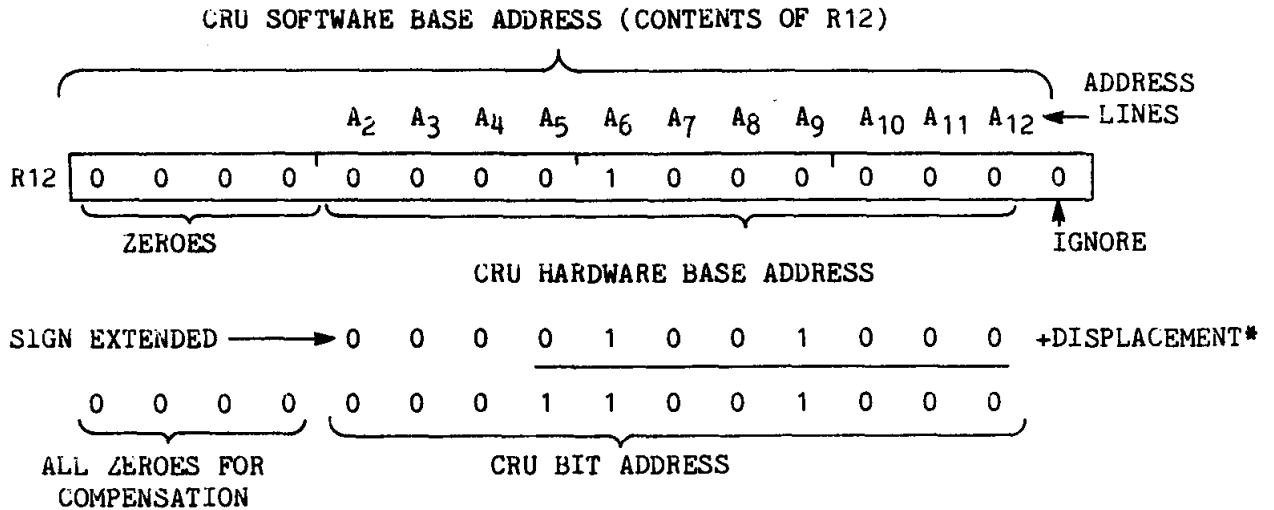 CRU SOFTWARE BASE ADDRESS (CONTENTS OF R12)
ADDRESS
A2 A3 A4 A5 A6 A7 A8 A9 A10 A11 A12 LINES
R12 0 0 0 0 0 0 0 0 1 0 0 0 0 0 0 0
ZEROES IGNORE
CRU HARDWARE BASE ADDRESS
SIGN EXTENDED 0 0 0 0 1 0 0 1 0 0 0 +DISPLACEMENT*
0 0 0 0 0 0 0 1 1 0 0 1 0 0 0
ALL ZEROES FOR CRU BIT ADDRESS
COMPENSATION